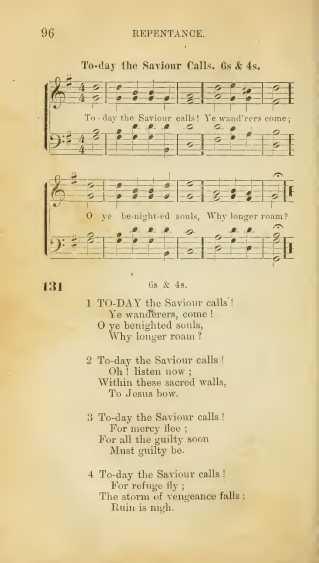 96 REPENTANCE.
To-day the Saviour Calls. 6s & 4s.
To - day the Saviour calls! Ye wand'rers come;
O ye be-night-ed souls, Why longer roam?
131 6s & 4s.
1 TO-DAY the Saviour calls!
Ye wanderers, come!
O ye benighted souls,
Why longer roam?
2 To-day the Saviour calls!
Oh! listen now;
Within these sacred walls,
To Jesus bow.
3 To-day the Saviour calls!
For mercy flee;
For all the guilty soon
Must guilty be.
4 To-day the Saviour calls!
For refuge fly;
The storm of vengeance falls;
Ruin is nigh.